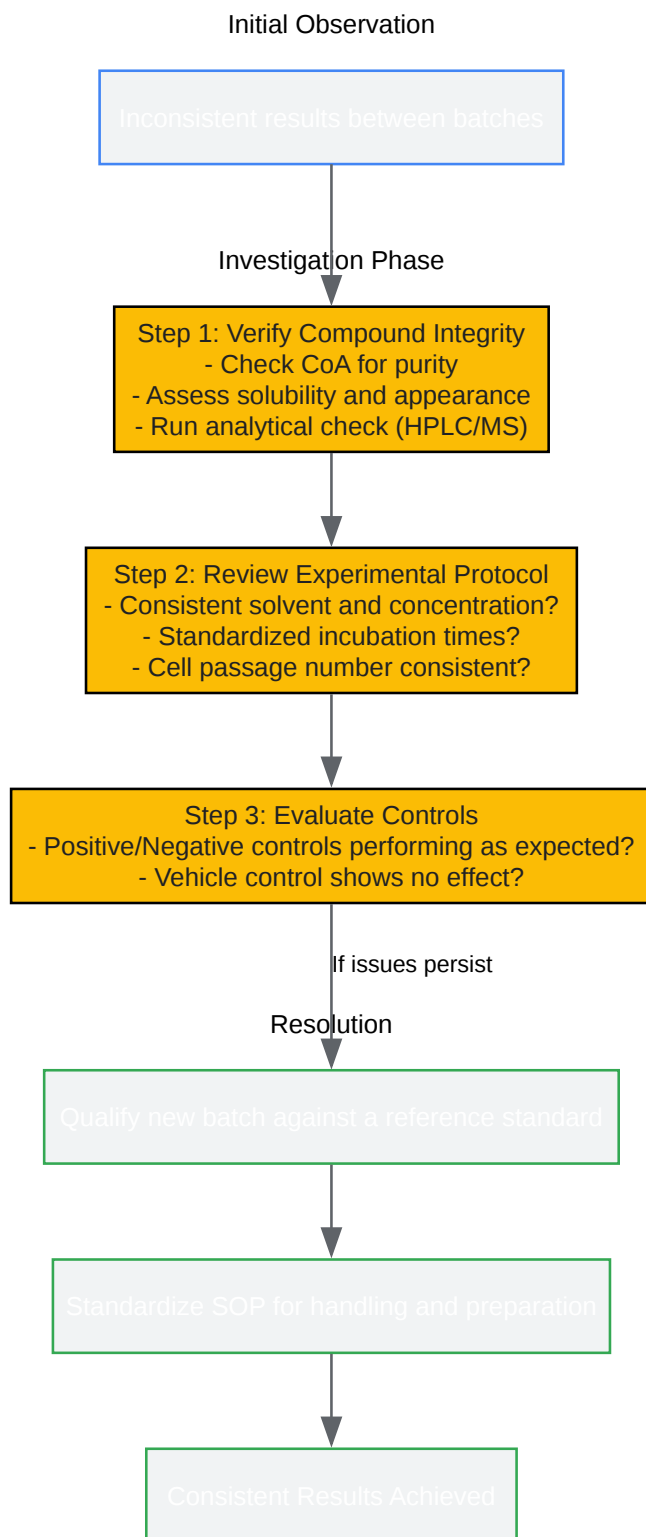 Initial Observation
Inconsistent results between batches
Investigation Phase
Step 1: Verify Compound Integrity
- Check CoA for purity
- Assess solubility and appearance
- Run analytical check (HPLC/MS)
Step 2: Review Experimental Protocol
- Consistent solvent and concentration?
- Standardized incubation times?
- Cell passage number consistent?
Step 3: Evaluate Controls
- Positive/Negative controls performing as expected?
- Vehicle control shows no effect?
If issues persist
Resolution
Qualify new batch against a reference standard
Standardize SOP for handling and preparation
Consistent Results Achieved